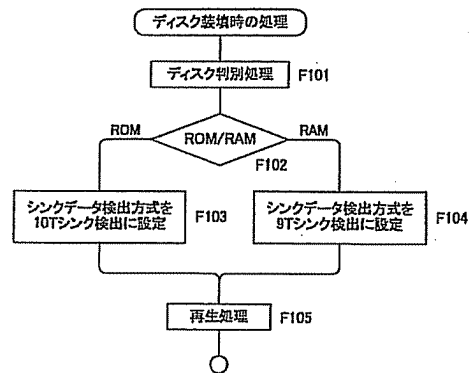 ディスク装填時の処理
ディスク判別処理
F101
ROM
ROM/RAM
RAM
F102
シンクデータ検出方式を
10Tシンク検出に設定
F103
シンクデータ検出方式を
9Tシンク検出に設定
F104
再生処理
F105